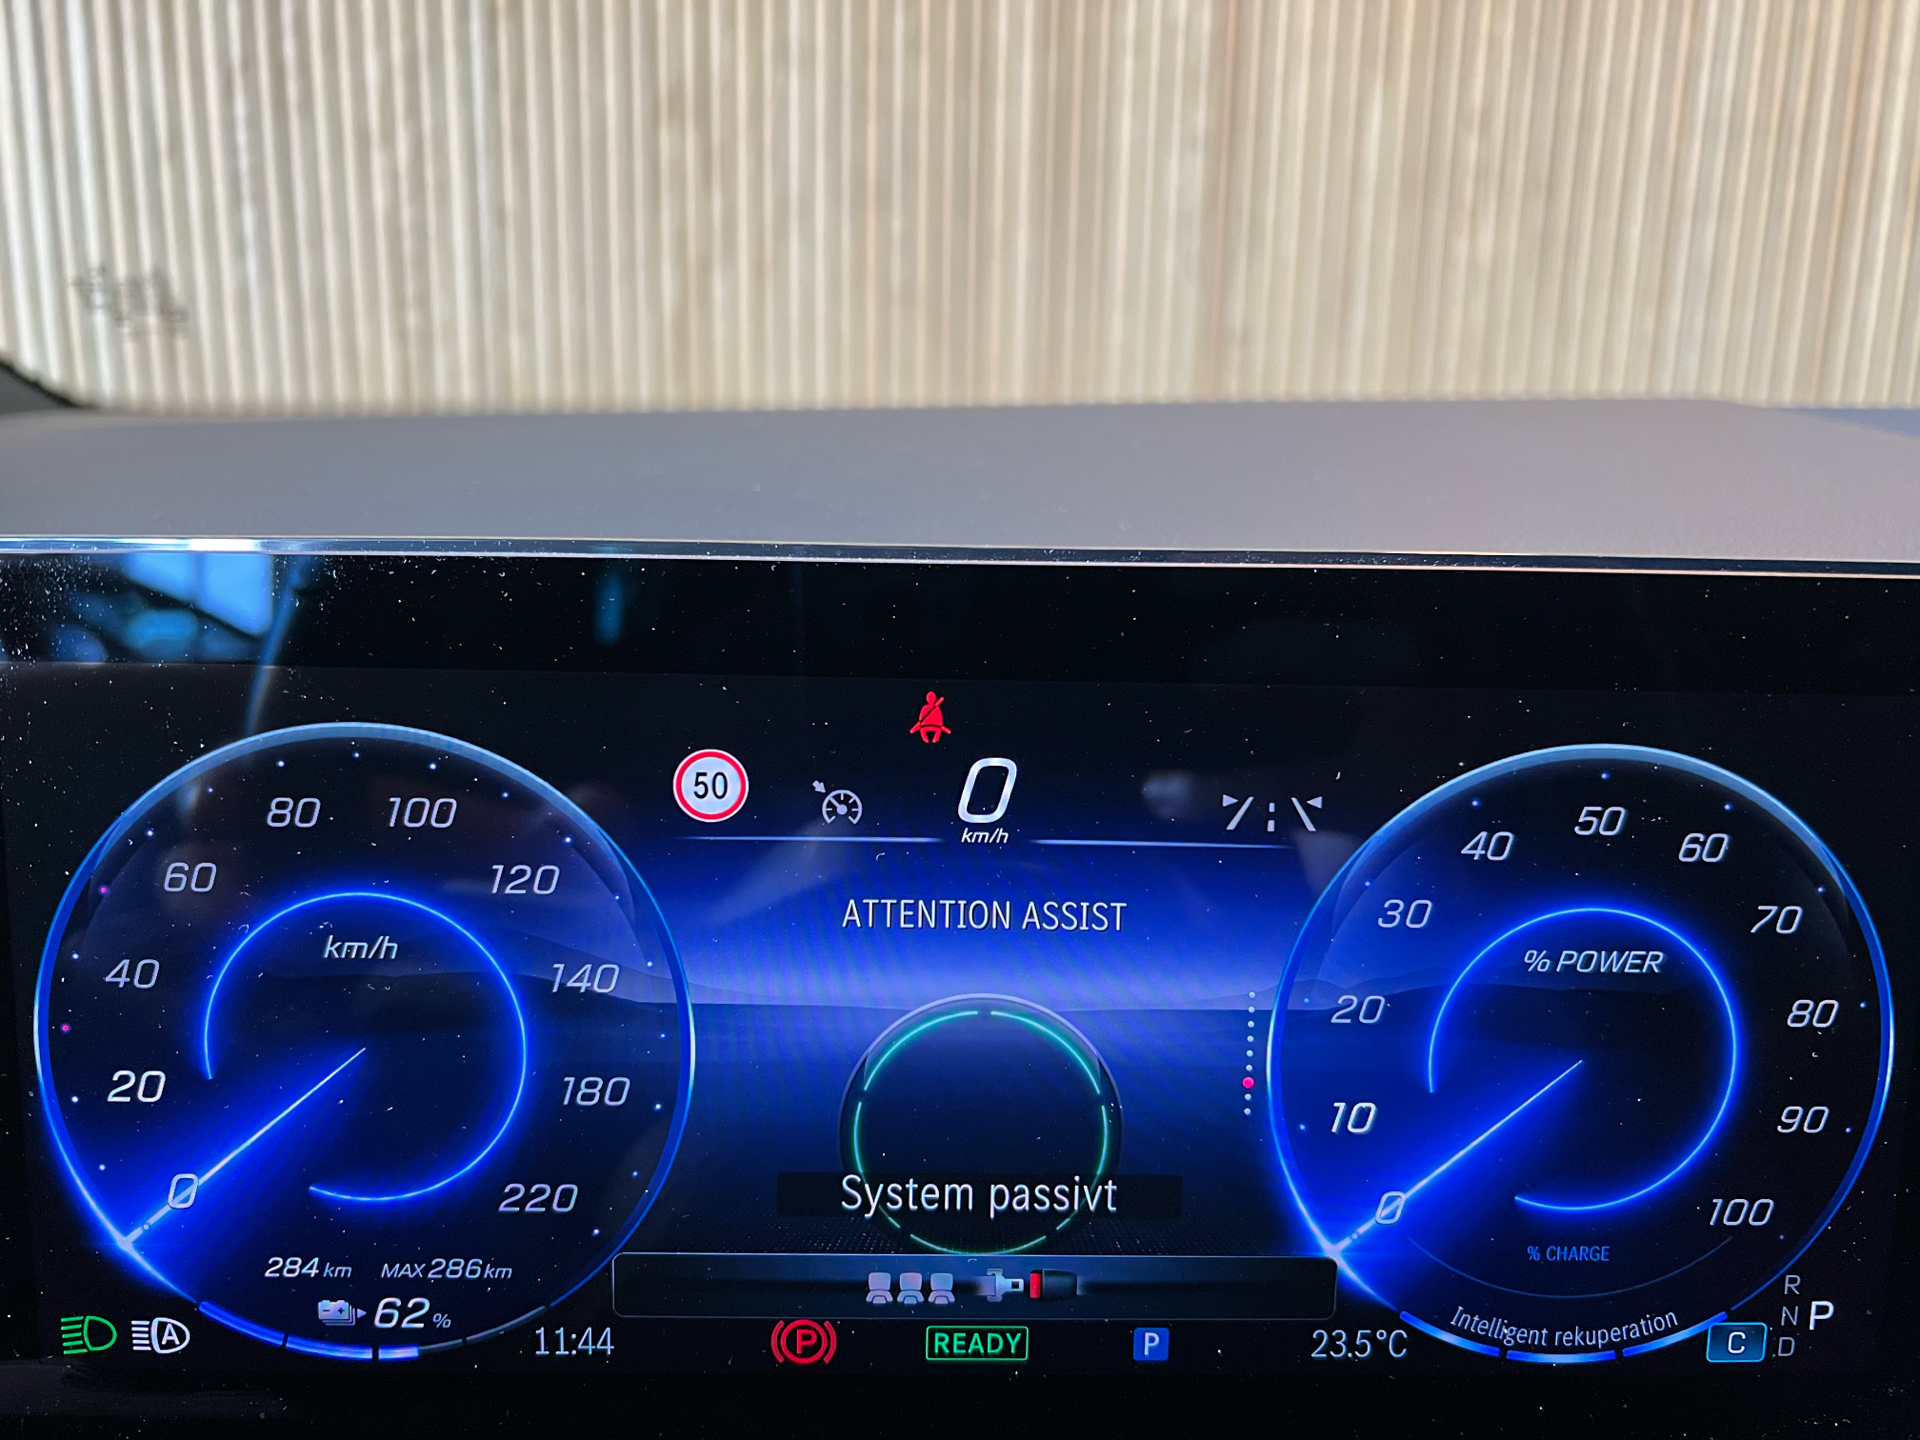 50
0
km/h
ATTENTION ASSIST
System passivt
km/h
0
20
40
60
80
100
120
140
180
220
284 km MAX 286 km
62 %
A
11:44
P
READY
P
23.5°C
% POWER
0
10
20
30
40
50
60
70
80
90
100
% CHARGE
Intelligent rekuperation
C
R
N
D
P